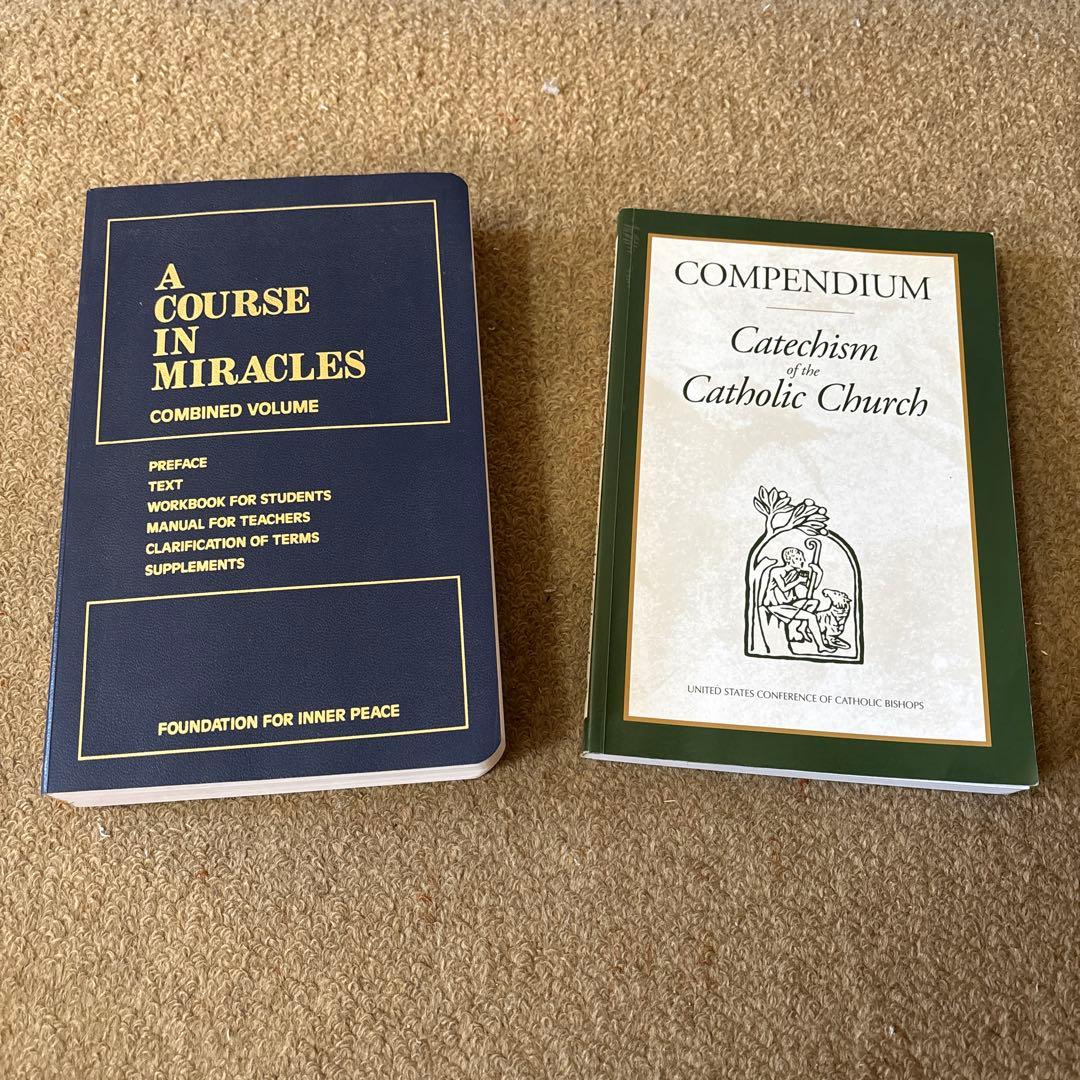 A
COURSE
IN
MIRACLES
COMBINED VOLUME
PREFACE
TEXT
WORKBOOK FOR STUDENTS
MANUAL FOR TEACHERS
CLARIFICATION OF TERMS
SUPPLEMENTS
FOUNDATION FOR INNER PEACE
COMPENDIUM
Catechism
of the
Catholic Church
UNITED STATES CONFERENCE OF CATHOLIC BISHOPS